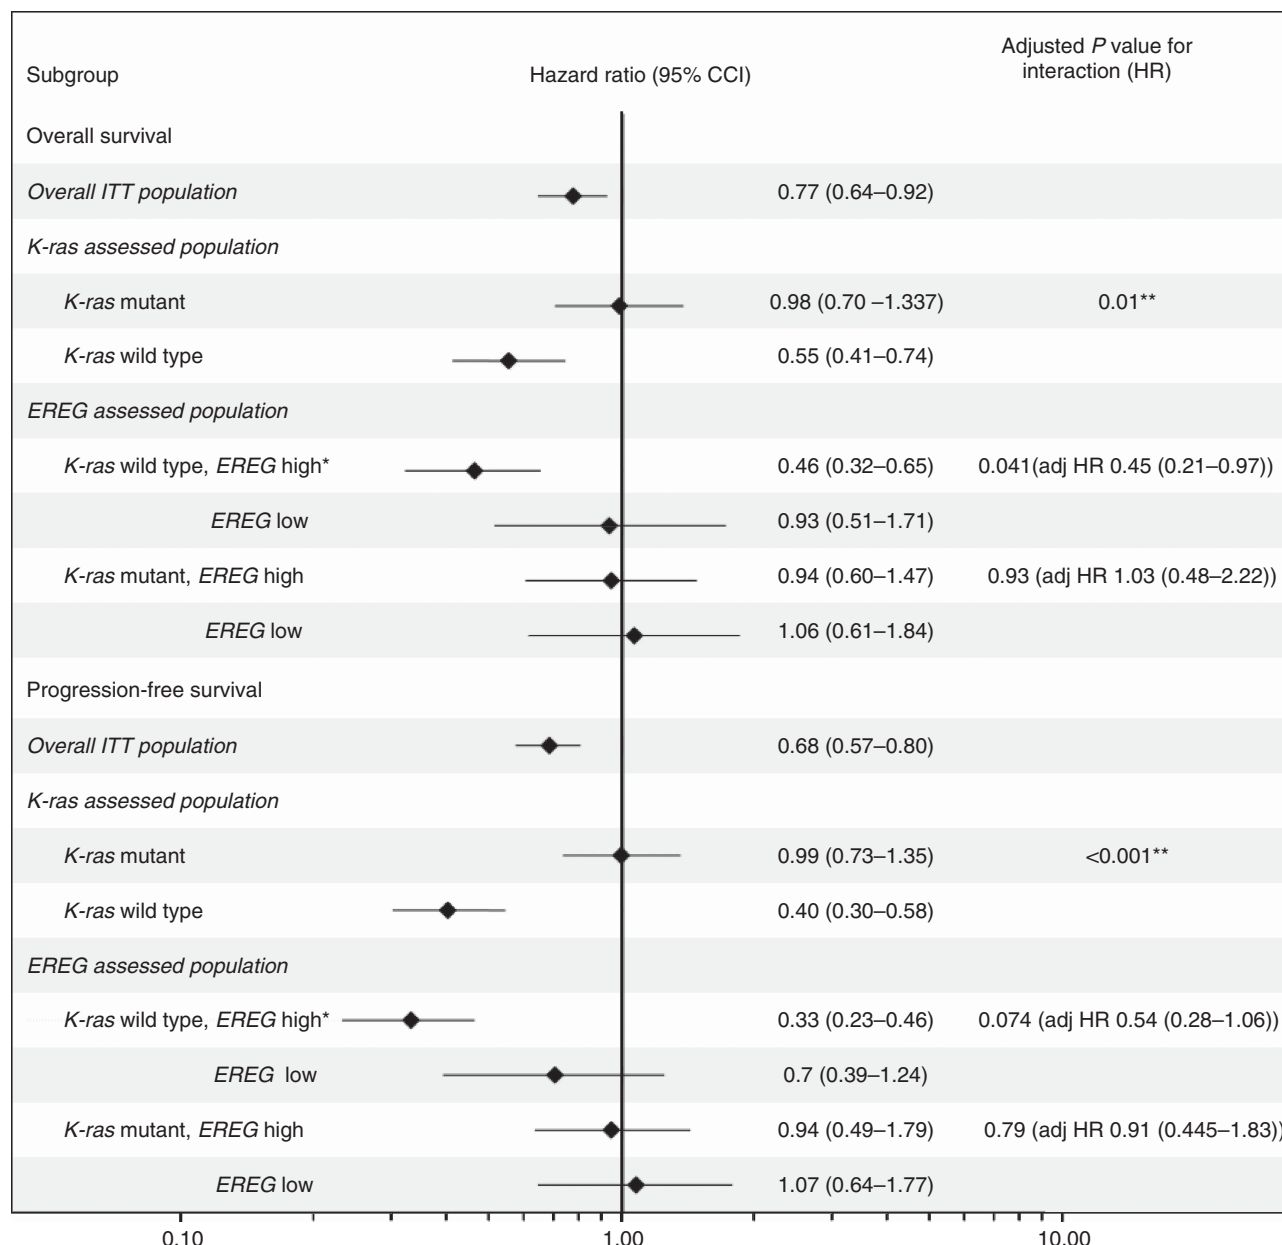 Subgroup Hazard ratio (95% CCI) Adjusted P value for
interaction (HR)
Overall survival
Overall ITT population 0.77 (0.64–0.92)
K-ras assessed population
K-ras mutant 0.98 (0.70 –1.337) 0.01**
K-ras wild type 0.55 (0.41–0.74)
EREG assessed population
K-ras wild type, EREG high* 0.46 (0.32–0.65) 0.041(adj HR 0.45 (0.21–0.97))
EREG low 0.93 (0.51–1.71)
K-ras mutant, EREG high 0.94 (0.60–1.47) 0.93 (adj HR 1.03 (0.48–2.22))
EREG low 1.06 (0.61–1.84)
Progression-free survival
Overall ITT population 0.68 (0.57–0.80)
K-ras assessed population
K-ras mutant 0.99 (0.73–1.35) <0.001**
K-ras wild type 0.40 (0.30–0.58)
EREG assessed population
K-ras wild type, EREG high* 0.33 (0.23–0.46) 0.074 (adj HR 0.54 (0.28–1.06))
EREG low 0.7 (0.39–1.24)
K-ras mutant, EREG high 0.94 (0.49–1.79) 0.79 (adj HR 0.91 (0.445–1.83))
EREG low 1.07 (0.64–1.77)
0.10 1.00 10.00